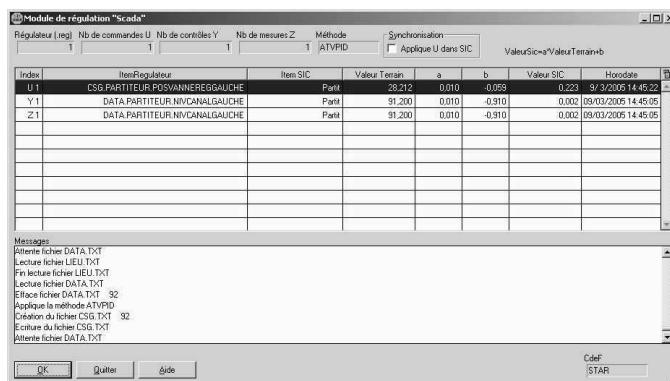 Module de régulation "Scada"
Régulateur (.reg) Nb de commandes U Nb de contrôles Y Nb de mesures Z Méthode Synchronisation
1 1 1 1 ATVPID Applique U dans SIC ValeurSic=a*ValeurTerrain+b
Index ItemRegulateur Item SIC Valeur Terrain a b Valeur SIC Horodate
U 1 CSG.PARTITEUR.POSVANNEREGGAUCHE Partit 28,212 0,010 -0,059 0,223 9/ 3/2005 14:45:22
Y 1 DATA.PARTITEUR.NIVCANALGAUCHE Partit 91,200 0,010 -0,910 0,002 09/03/2005 14:45:05
Z 1 DATA.PARTITEUR.NIVCANALGAUCHE Partit 91,200 0,010 -0,910 0,002 09/03/2005 14:45:05
Messages
Attente fichier DATA.TXT
Lecture fichier LIEU.TXT
Fin lecture fichier LIEU.TXT
Lecture fichier DATA.TXT
Efface fichier DATA.TXT 92
Applique la méthode ATVPID
Création du fichier CSG.TXT 92
Ecriture du fichier CSG.TXT
Attente fichier DATA.TXT
CdeF
OK Quitter Aide STAR